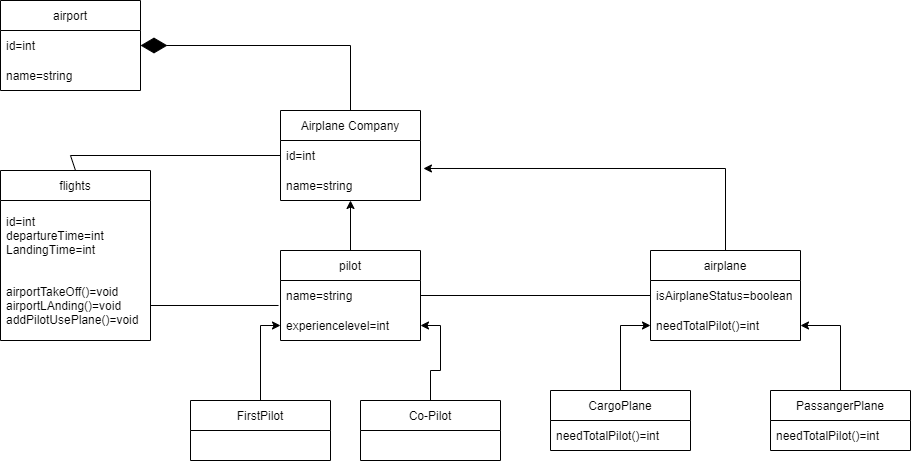 airport
id=int
name=string
Airplane Company
id=int
name=string
flights
id=int
departureTime=int
LandingTime=int
airportTakeOff()=void
airportLAnding()=void
addPilotUsePlane()=void
pilot
name=string
experiencelevel=int
airplane
isAirplaneStatus=boolean
needTotalPilot()=int
FirstPilot
Co-Pilot
CargoPlane
needTotalPilot()=int
PassangerPlane
needTotalPilot()=int